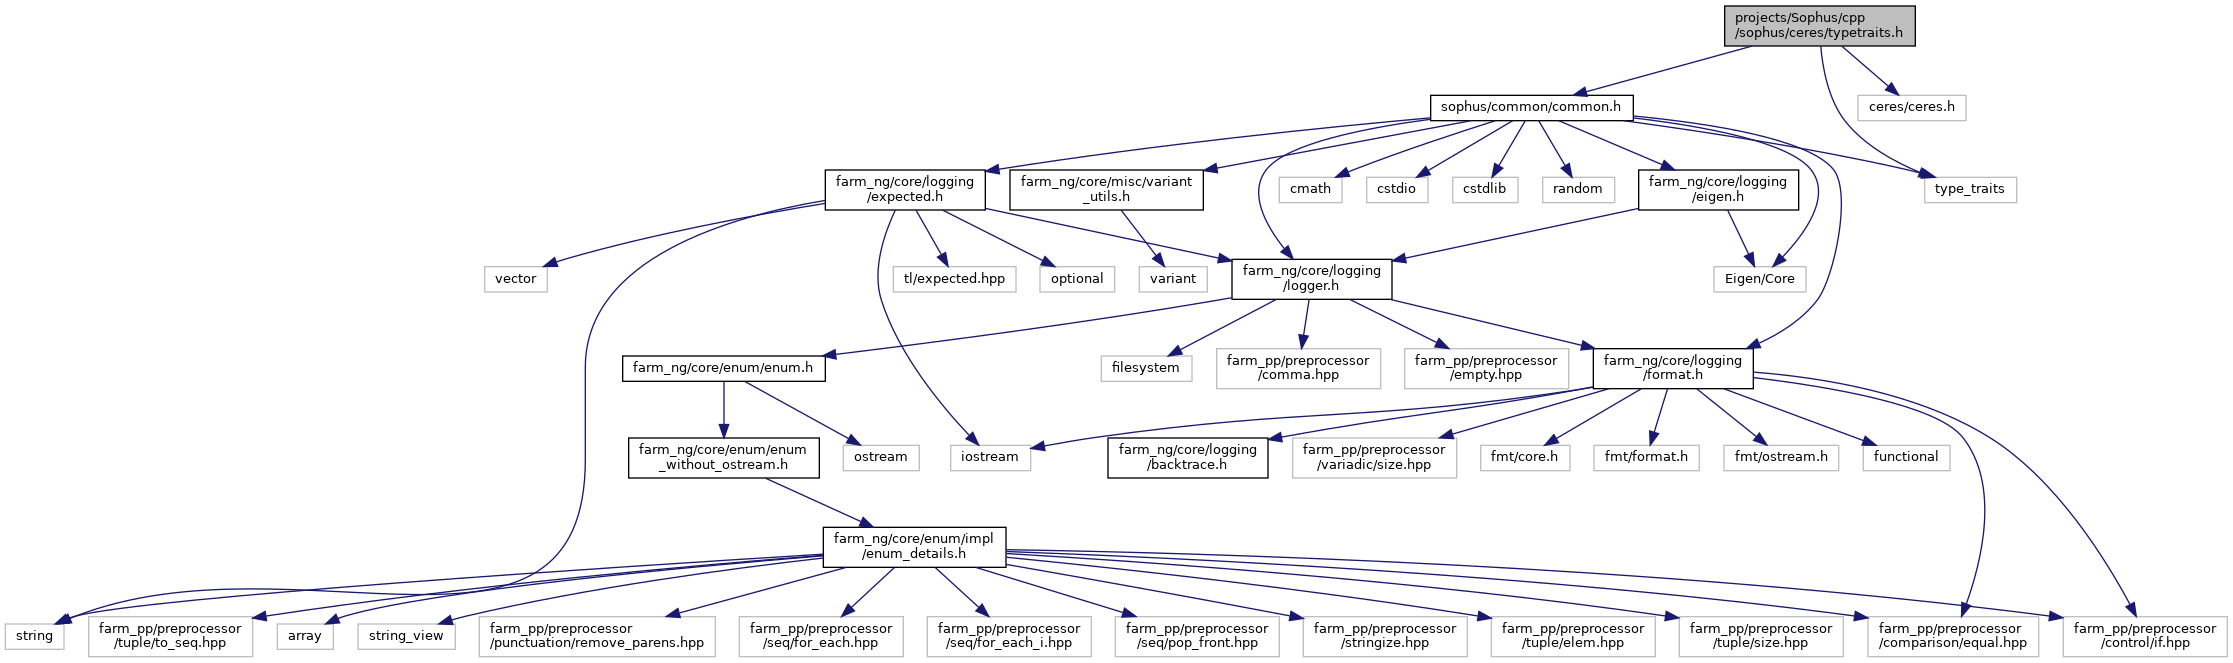 projects/Sophus/cpp
/sophus/ceres/typetraits.h
sophus/common/common.h
ceres/ceres.h
farm_ng/core/logging
/expected.h
farm_ng/core/misc/variant
_utils.h
cmath
cstdio
cstdlib
random
farm_ng/core/logging
/eigen.h
type_traits
vector
tl/expected.hpp
optional
variant
farm_ng/core/logging
/logger.h
Eigen/Core
farm_ng/core/enum/enum.h
filesystem
farm_pp/preprocessor
/comma.hpp
farm_pp/preprocessor
/empty.hpp
farm_ng/core/logging
/format.h
farm_ng/core/enum/enum
_without_ostream.h
ostream
iostream
farm_ng/core/logging
/backtrace.h
farm_pp/preprocessor
/variadic/size.hpp
fmt/core.h
fmt/format.h
fmt/ostream.h
functional
farm_ng/core/enum/impl
/enum_details.h
string
farm_pp/preprocessor
/tuple/to_seq.hpp
array
string_view
farm_pp/preprocessor
/punctuation/remove_parens.hpp
farm_pp/preprocessor
/seq/for_each.hpp
farm_pp/preprocessor
/seq/for_each_i.hpp
farm_pp/preprocessor
/seq/pop_front.hpp
farm_pp/preprocessor
/stringize.hpp
farm_pp/preprocessor
/tuple/elem.hpp
farm_pp/preprocessor
/tuple/size.hpp
farm_pp/preprocessor
/comparison/equal.hpp
farm_pp/preprocessor
/control/if.hpp